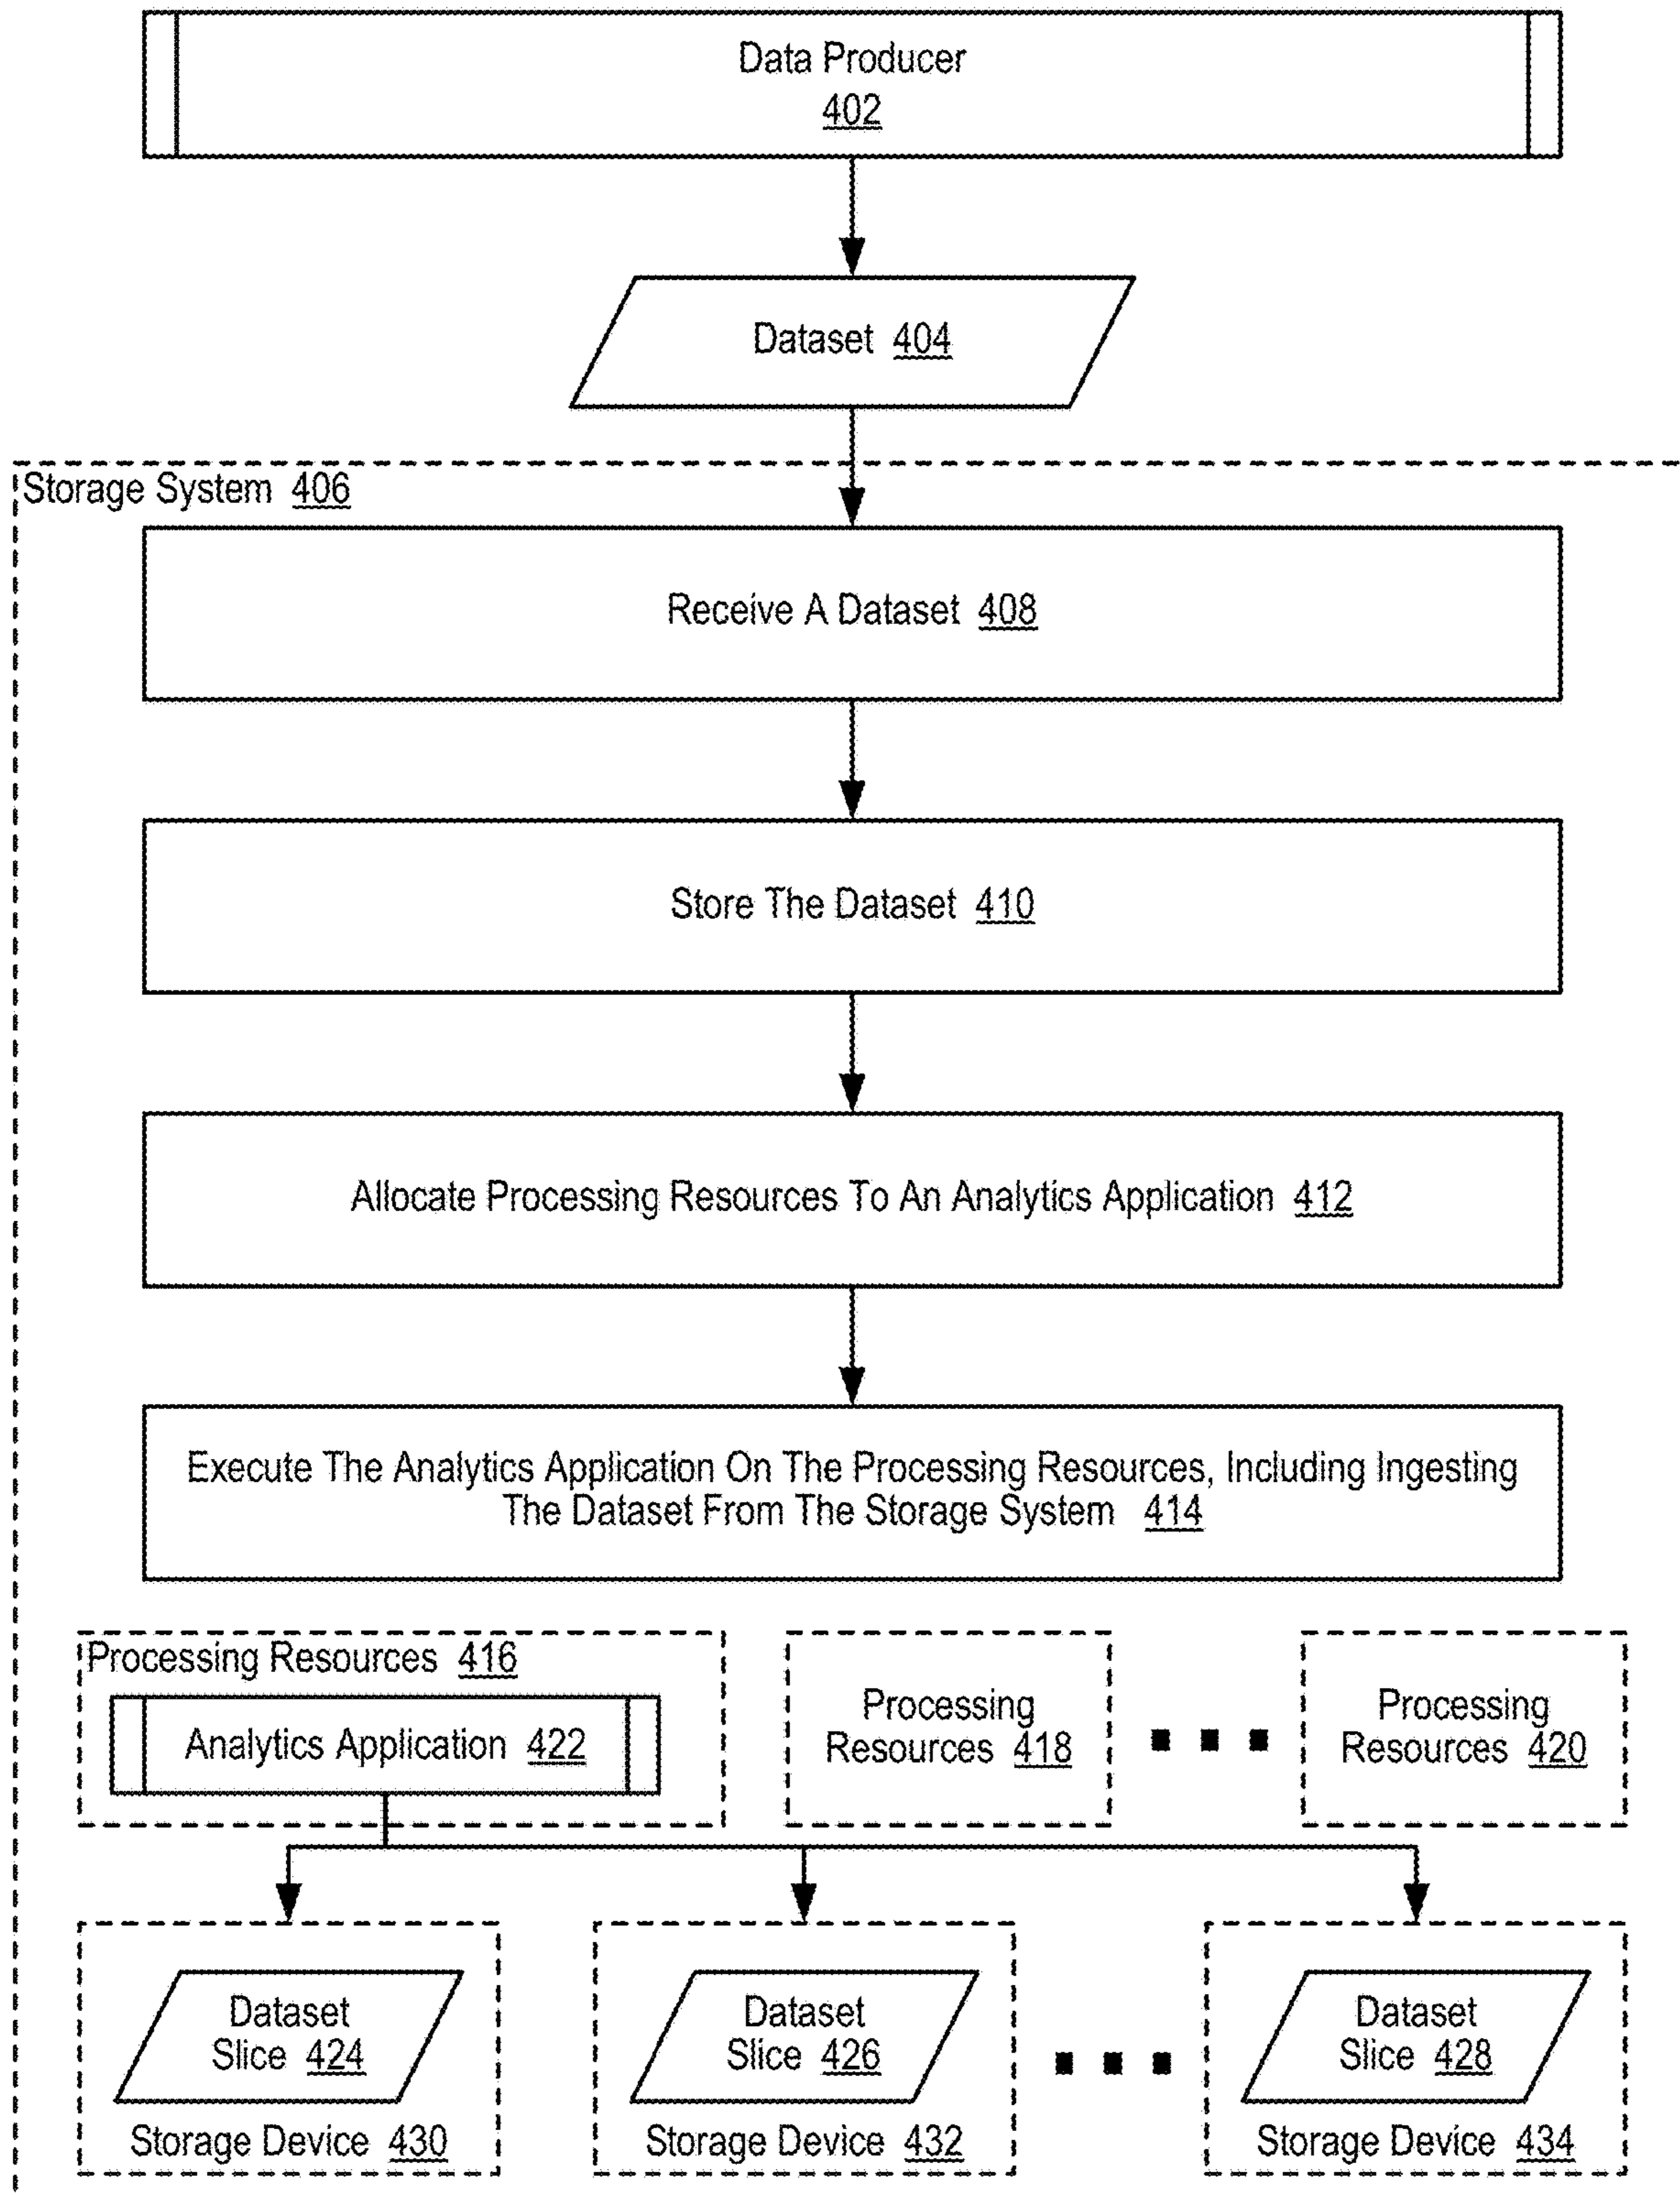 Data Producer
402
Dataset 404
Storage System 406
Receive A Dataset 408
Store The Dataset 410
Allocate Processing Resources To An Analytics Application 412
Execute The Analytics Application On The Processing Resources, Including Ingesting
The Dataset From The Storage System 414
Processing Resources 416
Analytics Application 422
Processing
Resources 418
Processing
Resources 420
Dataset
Slice 424
Storage Device 430
Dataset
Slice 426
Storage Device 432
Dataset
Slice 428
Storage Device 434